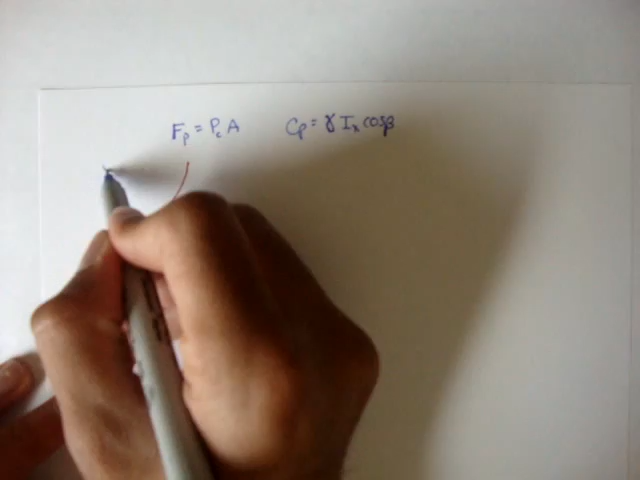 Fp = Pc A Cp = γ Ix cosβ